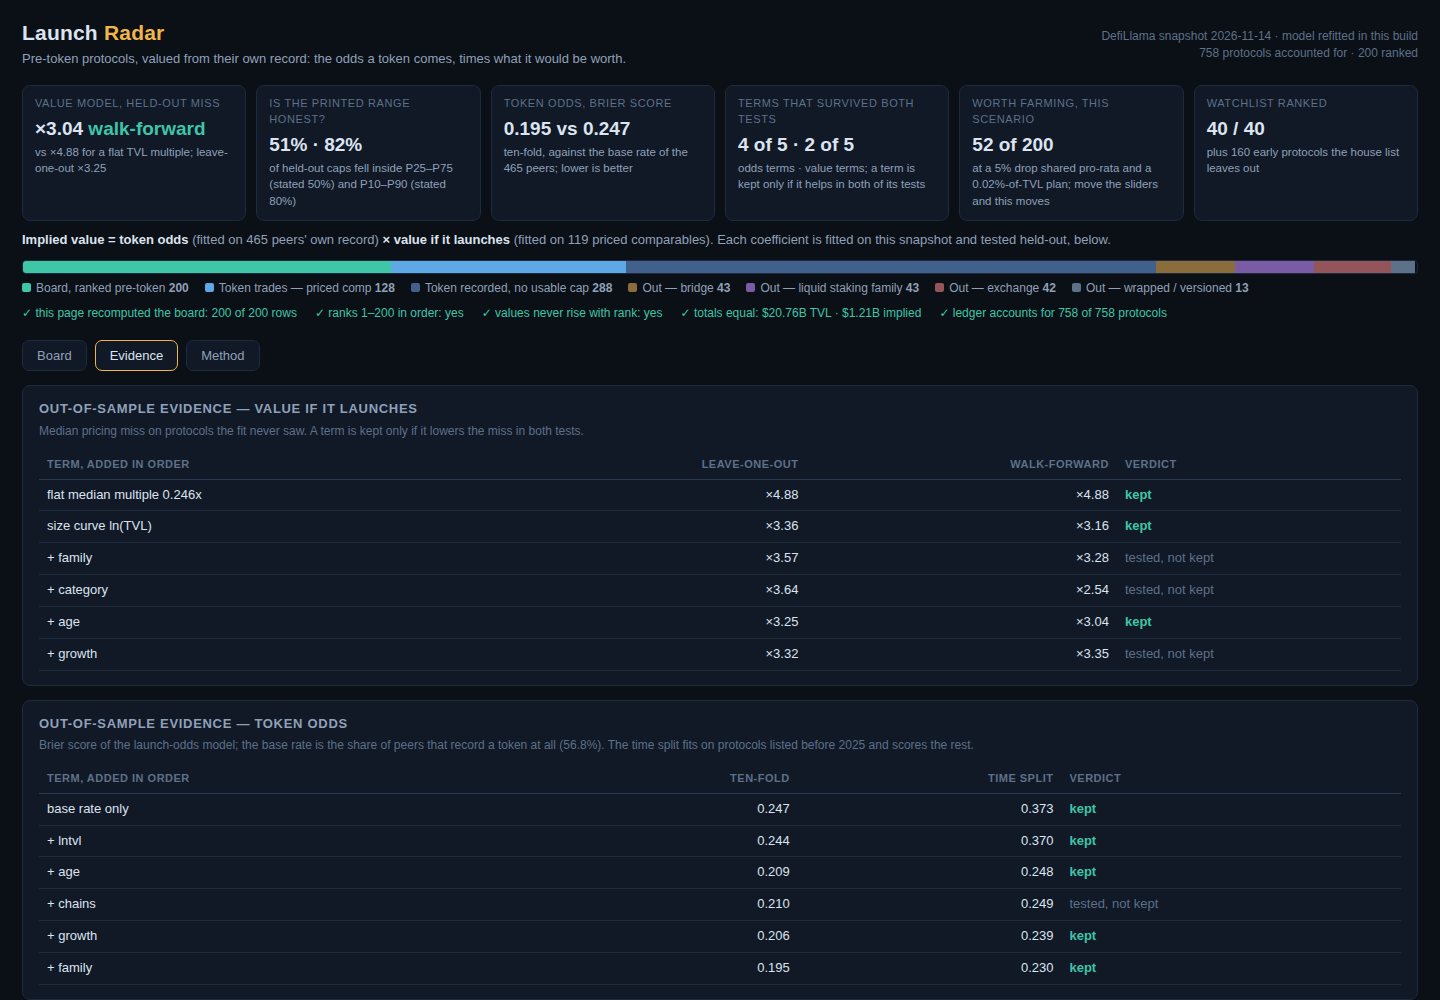 Launch Radar
DefiLlama snapshot 2026-11-14 · model refitted in this build
Pre-token protocols, valued from their own record: the odds a token comes, times what it would be worth.
758 protocols accounted for · 200 ranked
VALUE MODEL, HELD-OUT MISS
×3.04 walk-forward
vs ×4.88 for a flat TVL multiple; leave-
one-out ×3.25
IS THE PRINTED RANGE
HONEST?
51% · 82%
of held-out caps fell inside P25–P75
(stated 50%) and P10–P90 (stated
80%)
TOKEN ODDS, BRIER SCORE
0.195 vs 0.247
ten-fold, against the base rate of the
465 peers; lower is better
TERMS THAT SURVIVED BOTH
TESTS
4 of 5 · 2 of 5
odds terms · value terms; a term is
kept only if it helps in both of its tests
WORTH FARMING, THIS
SCENARIO
52 of 200
at a 5% drop shared pro-rata and a
0.02%-of-TVL plan; move the sliders
and this moves
WATCHLIST RANKED
40 / 40
plus 160 early protocols the house list
leaves out
Implied value = token odds (fitted on 465 peers' own record) × value if it launches (fitted on 119 priced comparables). Each coefficient is fitted on this snapshot and tested held-out, below.
Board, ranked pre-token 200 Token trades — priced comp 128 Token recorded, no usable cap 288 Out — bridge 43 Out — liquid staking family 43 Out — exchange 42 Out — wrapped / versioned 13
✓ this page recomputed the board: 200 of 200 rows ✓ ranks 1–200 in order: yes ✓ values never rise with rank: yes ✓ totals equal: $20.76B TVL · $1.21B implied ✓ ledger accounts for 758 of 758 protocols
Board Evidence Method
OUT-OF-SAMPLE EVIDENCE — VALUE IF IT LAUNCHES
Median pricing miss on protocols the fit never saw. A term is kept only if it lowers the miss in both tests.
TERM, ADDED IN ORDER LEAVE-ONE-OUT WALK-FORWARD VERDICT
flat median multiple 0.246x ×4.88 ×4.88 kept
size curve ln(TVL) ×3.36 ×3.16 kept
+ family ×3.57 ×3.28 tested, not kept
+ category ×3.64 ×2.54 tested, not kept
+ age ×3.25 ×3.04 kept
+ growth ×3.32 ×3.35 tested, not kept
OUT-OF-SAMPLE EVIDENCE — TOKEN ODDS
Brier score of the launch-odds model; the base rate is the share of peers that record a token at all (56.8%). The time split fits on protocols listed before 2025 and scores the rest.
TERM, ADDED IN ORDER TEN-FOLD TIME SPLIT VERDICT
base rate only 0.247 0.373 kept
+ lntvl 0.244 0.370 kept
+ age 0.209 0.248 kept
+ chains 0.210 0.249 tested, not kept
+ growth 0.206 0.239 kept
+ family 0.195 0.230 kept